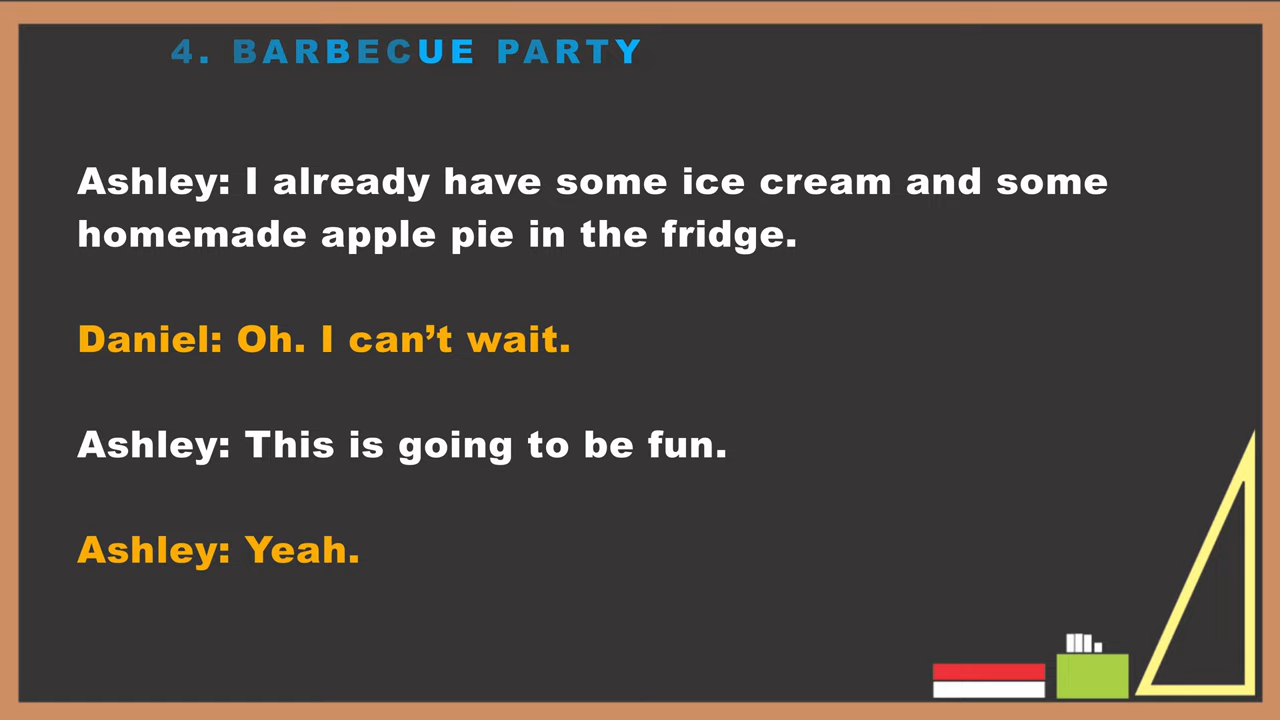 4. BARBECUE PARTY
Ashley: I already have some ice cream and some
homemade apple pie in the fridge.
Daniel: Oh. I can’t wait.
Ashley: This is going to be fun.
Ashley: Yeah.